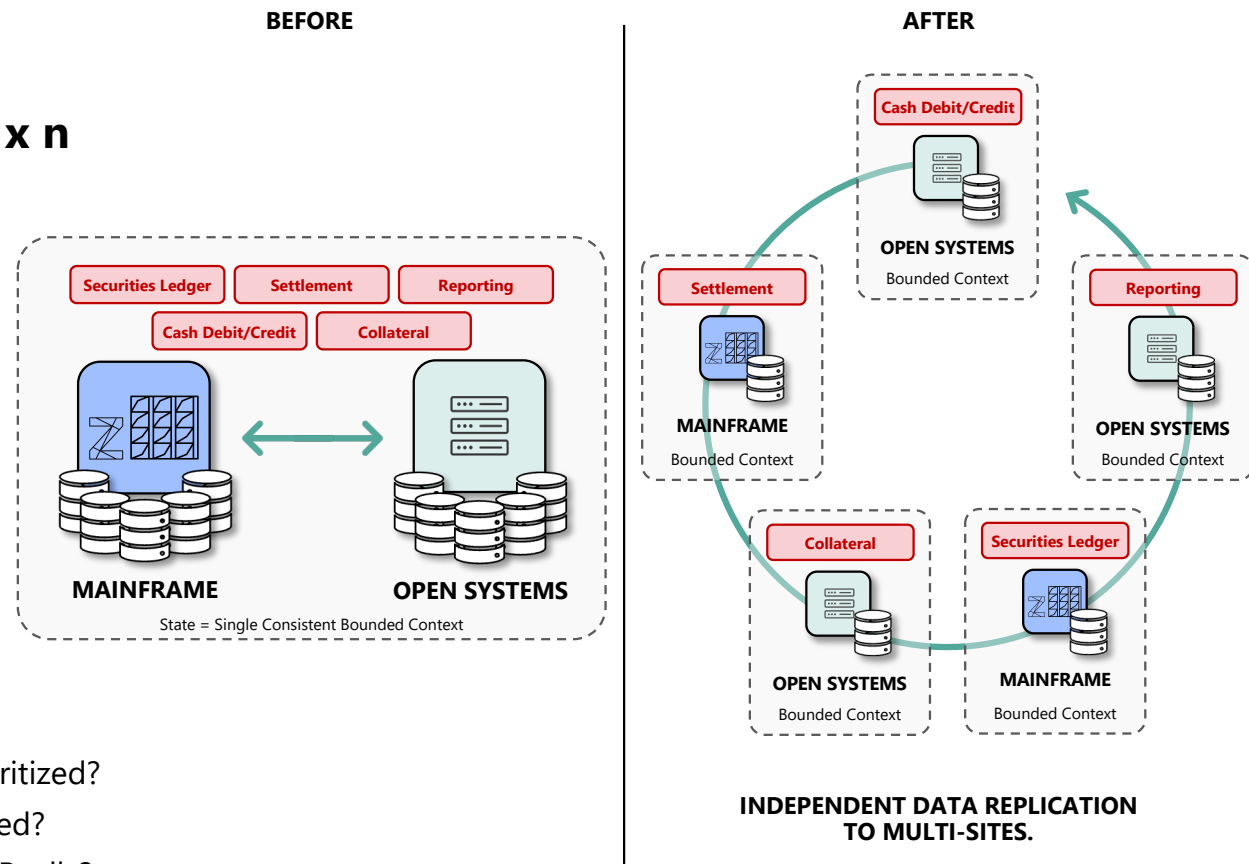 BEFORE
x n
Securities Ledger
Settlement
Reporting
Cash Debit/Credit
Collateral
MAINFRAME
OPEN SYSTEMS
State = Single Consistent Bounded Context
ritized?
ed?
AFTER
Cash Debit/Credit
OPEN SYSTEMS
Bounded Context
Settlement
MAINFRAME
Bounded Context
Reporting
OPEN SYSTEMS
Bounded Context
Collateral
OPEN SYSTEMS
Bounded Context
Securities Ledger
MAINFRAME
Bounded Context
INDEPENDENT DATA REPLICATION
TO MULTI-SITES.